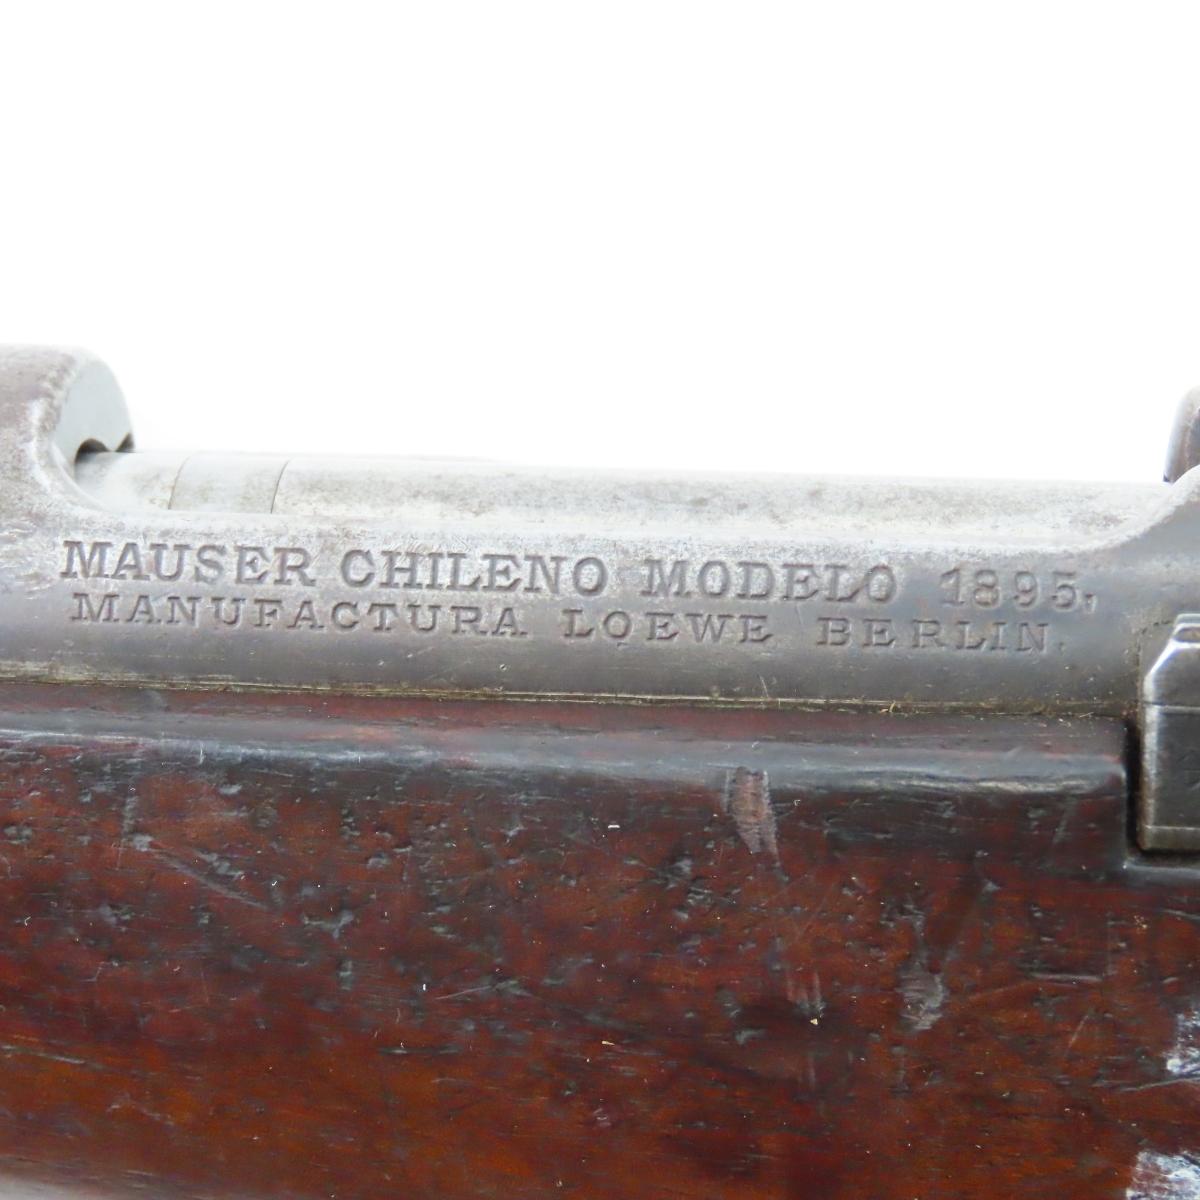 MAUSER CHILENO MODELO 1895,
MANUFACTURA LOEWE BERLIN.